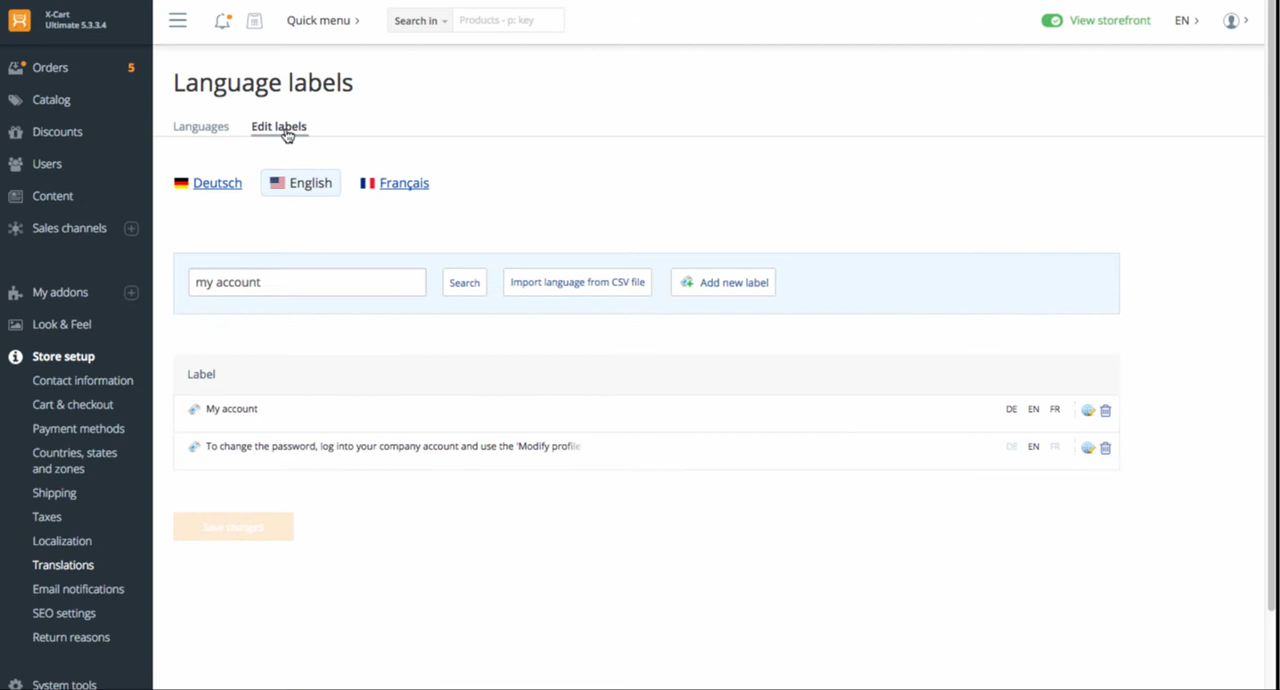 X-Cart
Ultimate 5.3.3.4
Quick menu
Search in
Products - p: key
View storefront
EN
Orders
5
Catalog
Discounts
Users
Content
Sales channels
My addons
Look & Feel
Store setup
Contact information
Cart & checkout
Payment methods
Countries, states
and zones
Shipping
Taxes
Localization
Translations
Email notifications
SEO settings
Return reasons
System tools
Language labels
Languages
Edit labels
Deutsch
English
Français
my account
Search
Import language from CSV file
Add new label
Label
My account
DE EN FR
To change the password, log into your company account and use the 'Modify profile
DE EN FR
Save changes